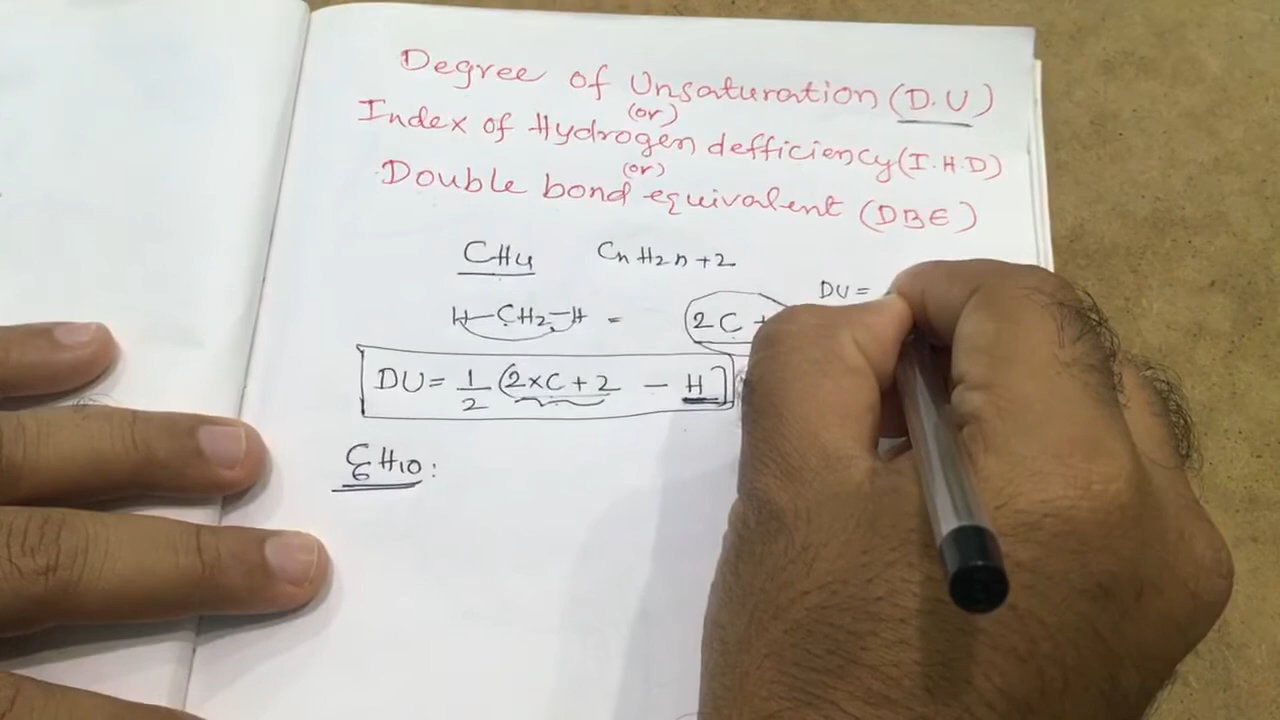 Degree of Unsaturation (D.U)
(or)
Index of Hydrogen defficiency (I.H.D)
(or)
Double bond equivalent (DBE)
CH4 CnH2n+2
DU =
H-CH2-H = 2C +
DU = 1/2 (2×C+2 - H]
C6H10: